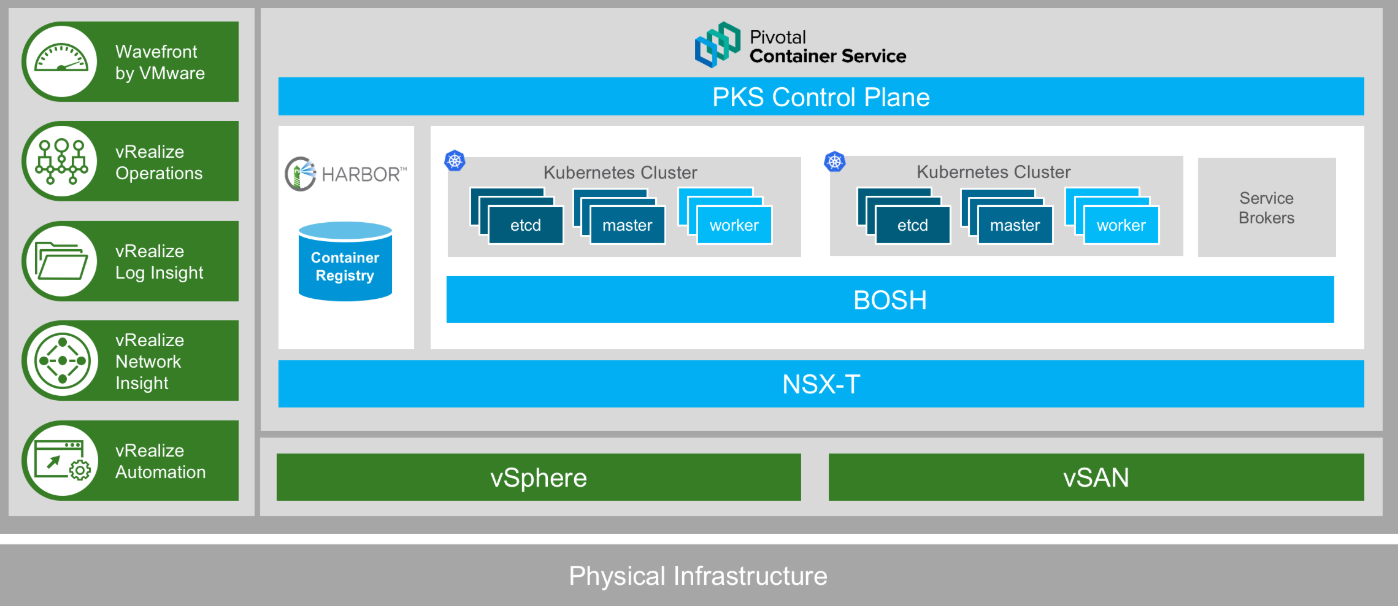 Wavefront
by VMware
vRealize
Operations
vRealize
Log Insight
vRealize
Network
Insight
vRealize
Automation
Pivotal
Container Service
PKS Control Plane
HARBOR™
Container
Registry
Kubernetes Cluster
etcd
master
worker
Kubernetes Cluster
etcd
master
worker
Service
Brokers
BOSH
NSX-T
vSphere
vSAN
Physical Infrastructure